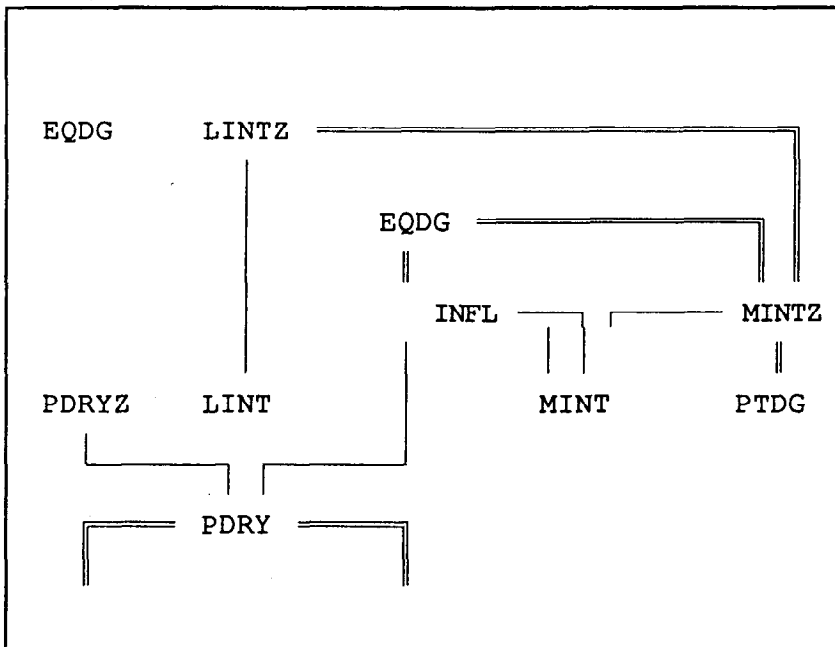 EQDG LINTZ
EQDG
INFL MINTZ
PDRYZ LINT MINT PTDG
PDRY